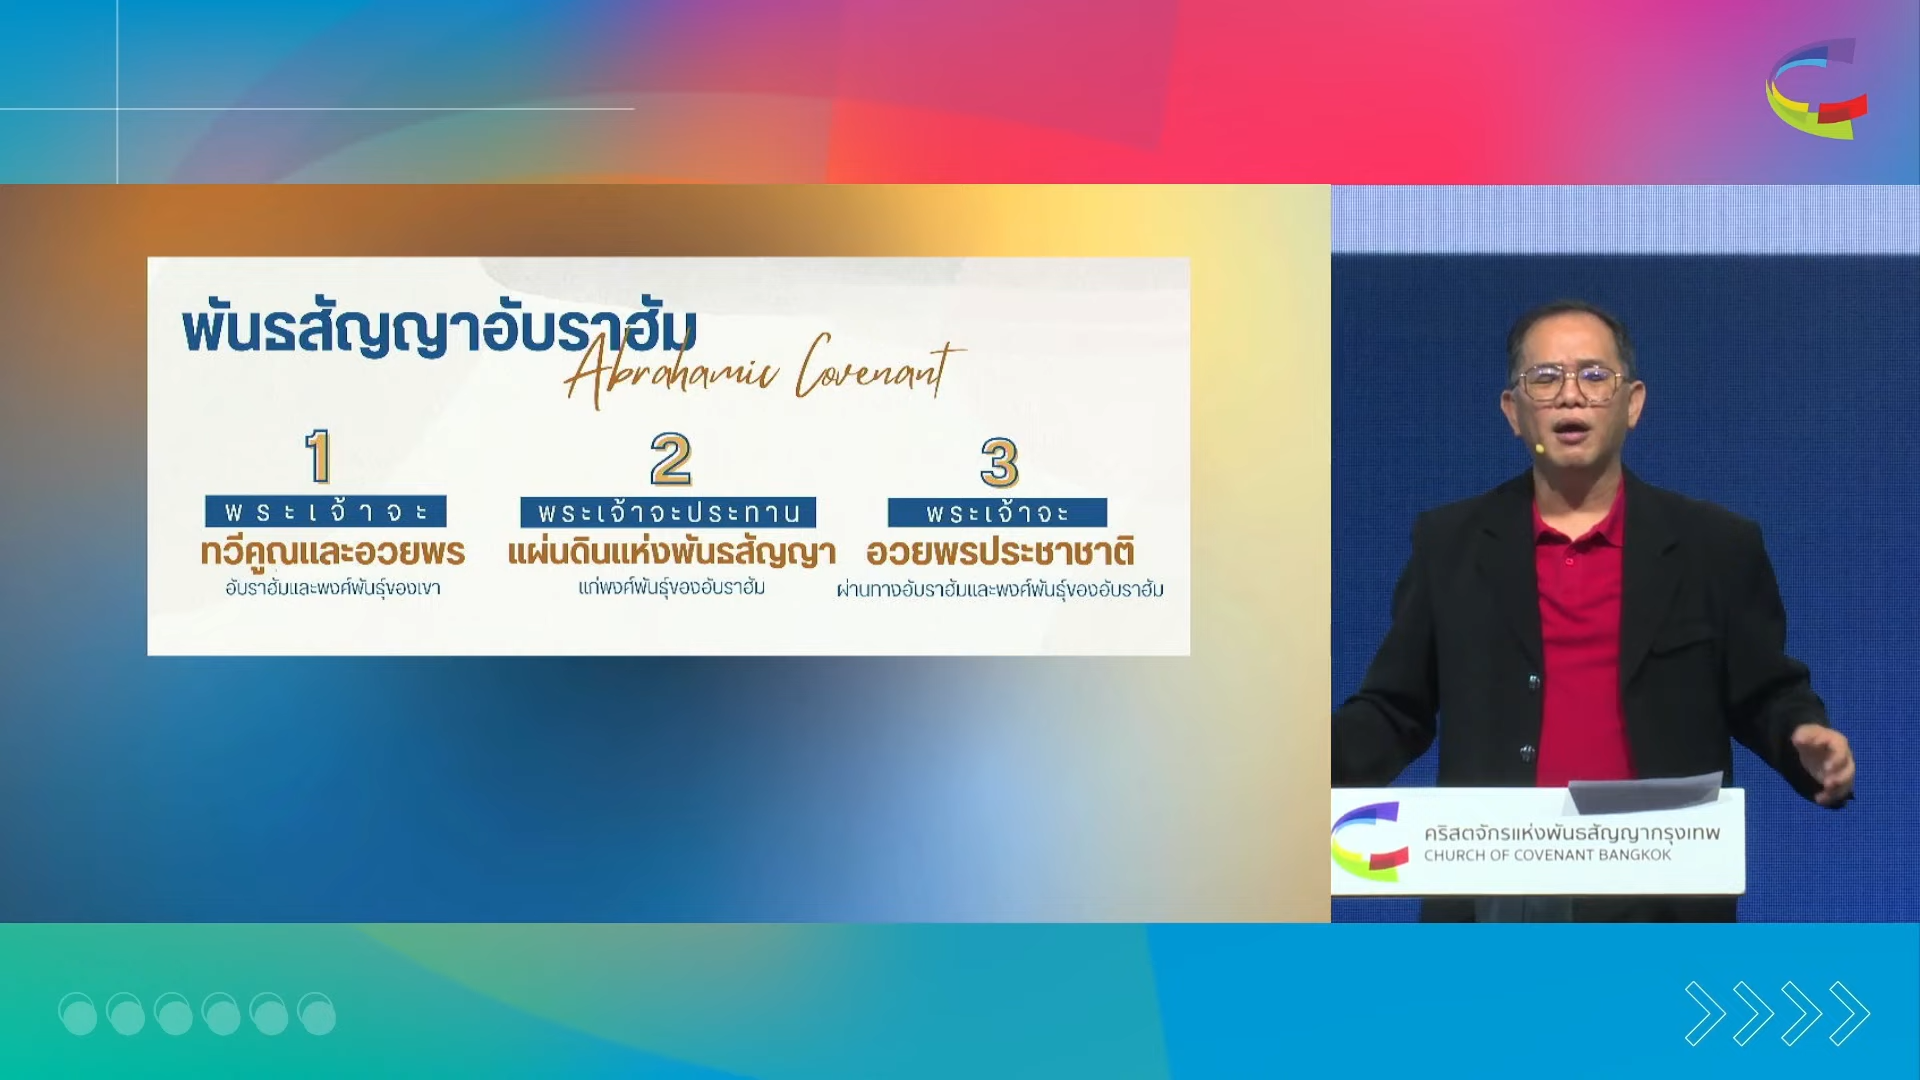 พันธสัญญาอับราฮัม
Abrahamic Covenant
1
พระเจ้าจะ
ทวีคูณและอวยพร
อับราฮัมและพงศ์พันธุ์ของเขา
2
พระเจ้าจะประทาน
แผ่นดินแห่งพันธสัญญา
แก่พงศ์พันธุ์ของอับราฮัม
3
พระเจ้าจะ
อวยพรประชาชาติ
ผ่านทางอับราฮัมและพงศ์พันธุ์ของอับราฮัม
คริสตจักรแห่งพันธสัญญากรุงเทพ
CHURCH OF COVENANT BANGKOK